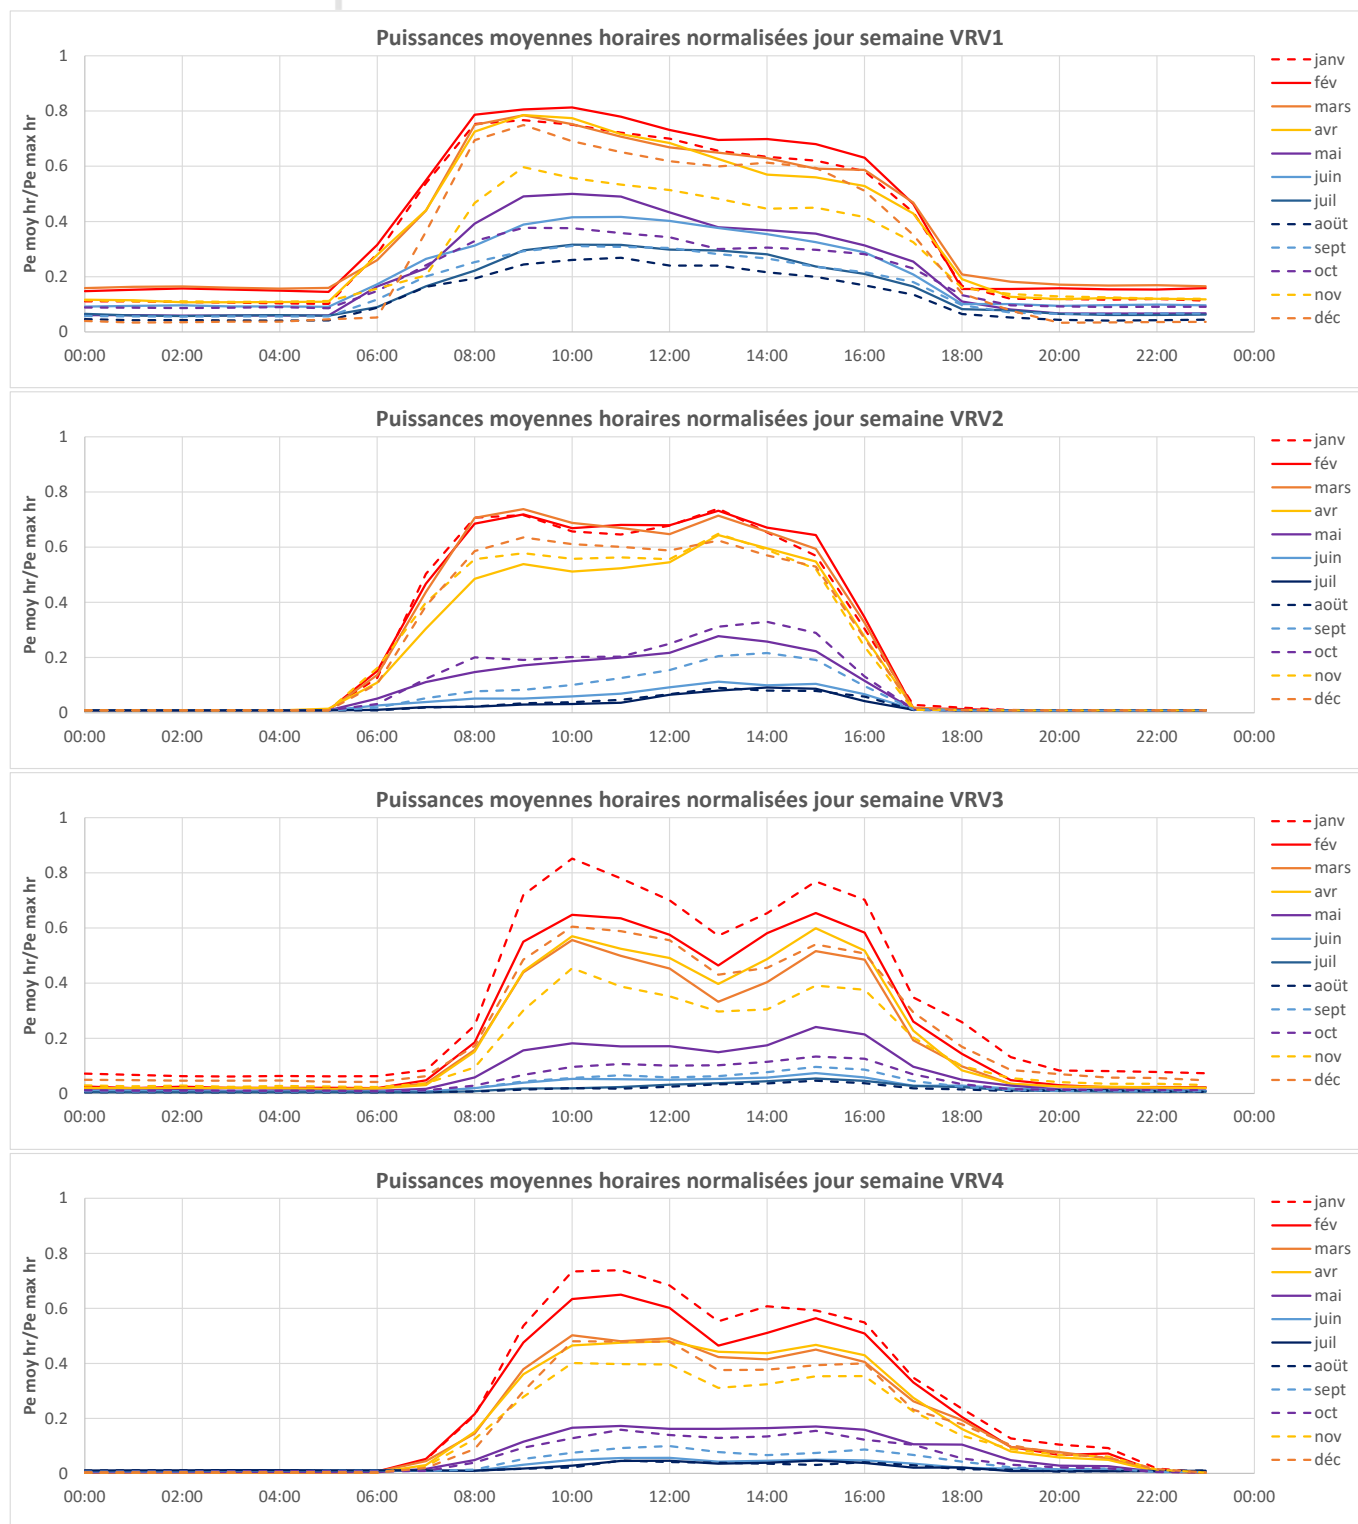 Puissances moyennes horaires normalisées jour semaine VRV1
Pe moy hr/Pe max hr
1
0.8
0.6
0.4
0.2
0
00:00 02:00 04:00 06:00 08:00 10:00 12:00 14:00 16:00 18:00 20:00 22:00 00:00
janv
fév
mars
avr
mai
juin
juil
aoüt
sept
oct
nov
déc
Puissances moyennes horaires normalisées jour semaine VRV2
Pe moy hr/Pe max hr
1
0.8
0.6
0.4
0.2
0
00:00 02:00 04:00 06:00 08:00 10:00 12:00 14:00 16:00 18:00 20:00 22:00 00:00
janv
fév
mars
avr
mai
juin
juil
aoüt
sept
oct
nov
déc
Puissances moyennes horaires normalisées jour semaine VRV3
Pe moy hr/Pe max hr
1
0.8
0.6
0.4
0.2
0
00:00 02:00 04:00 06:00 08:00 10:00 12:00 14:00 16:00 18:00 20:00 22:00 00:00
janv
fév
mars
avr
mai
juin
juil
aoüt
sept
oct
nov
déc
Puissances moyennes horaires normalisées jour semaine VRV4
Pe moy hr/Pe max hr
1
0.8
0.6
0.4
0.2
0
00:00 02:00 04:00 06:00 08:00 10:00 12:00 14:00 16:00 18:00 20:00 22:00 00:00
janv
fév
mars
avr
mai
juin
juil
aoüt
sept
oct
nov
déc